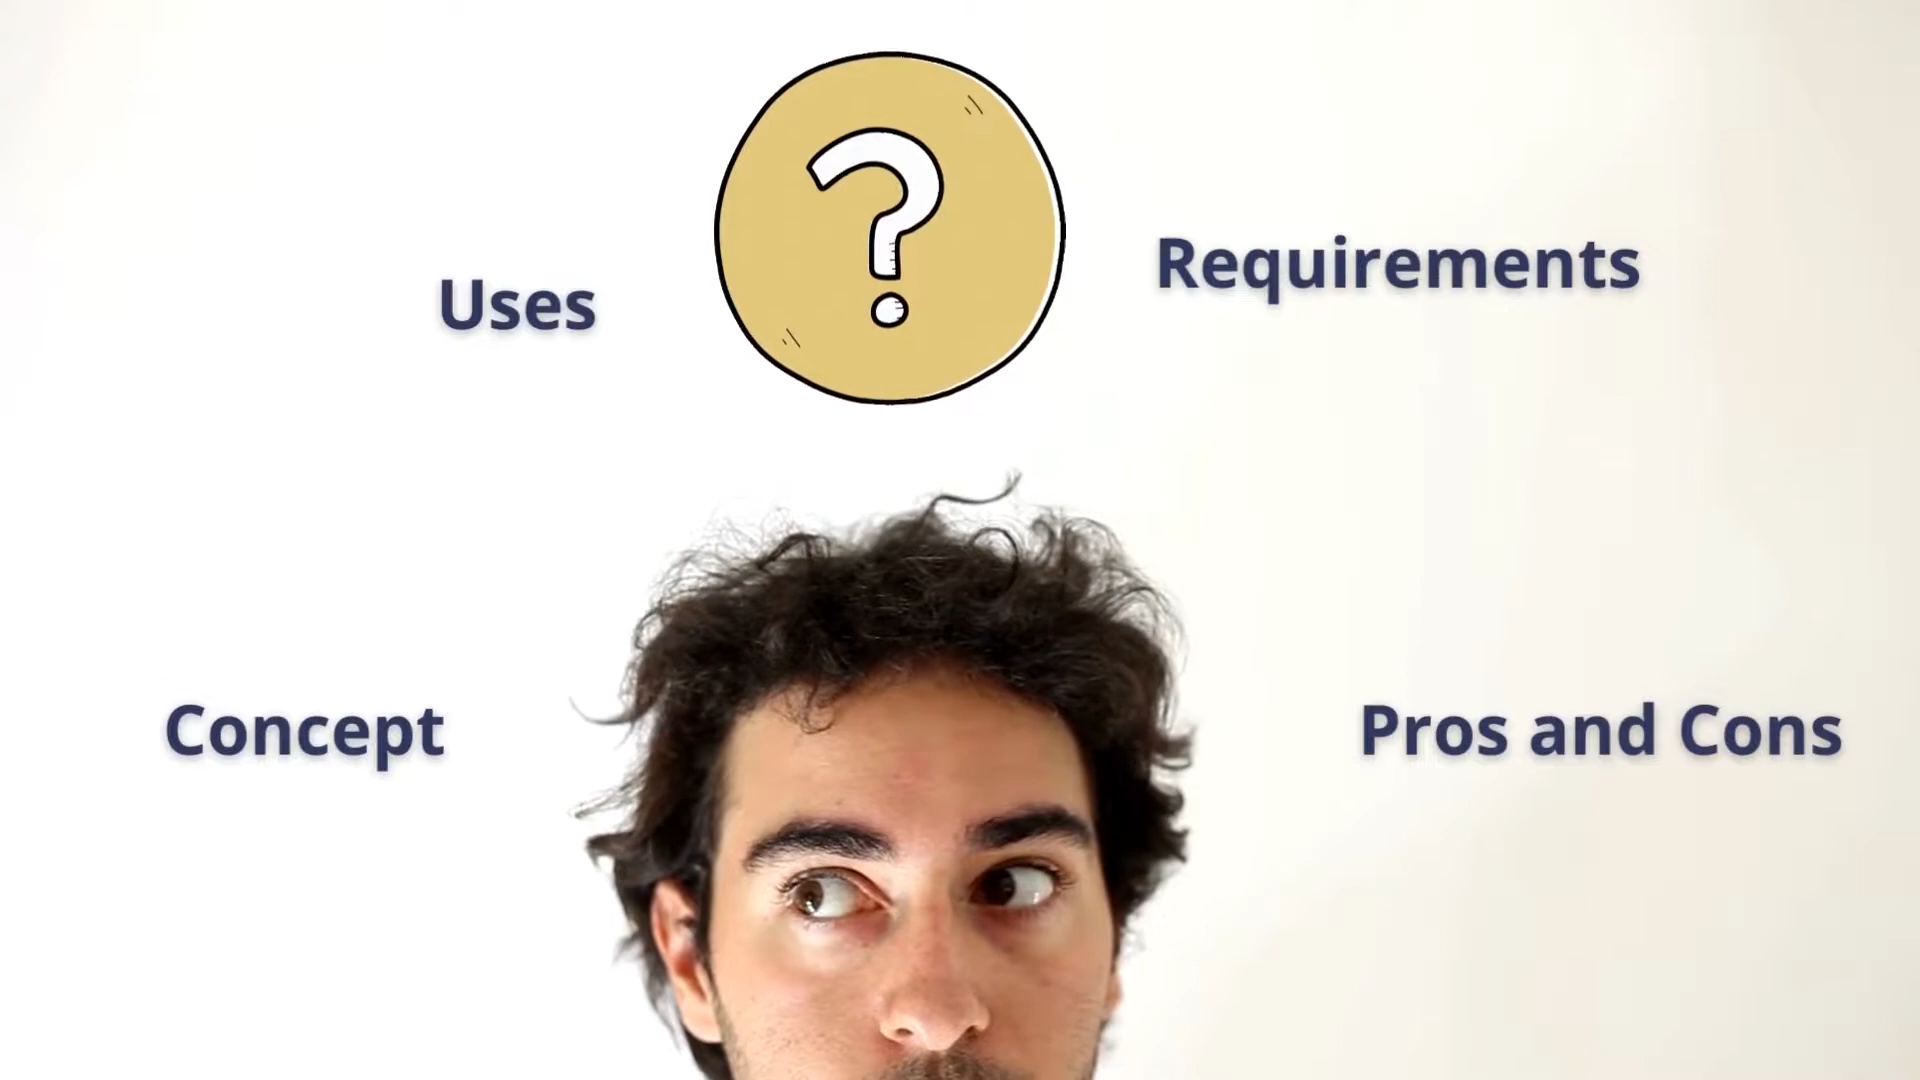 ?
Uses
Requirements
Concept
Pros and Cons